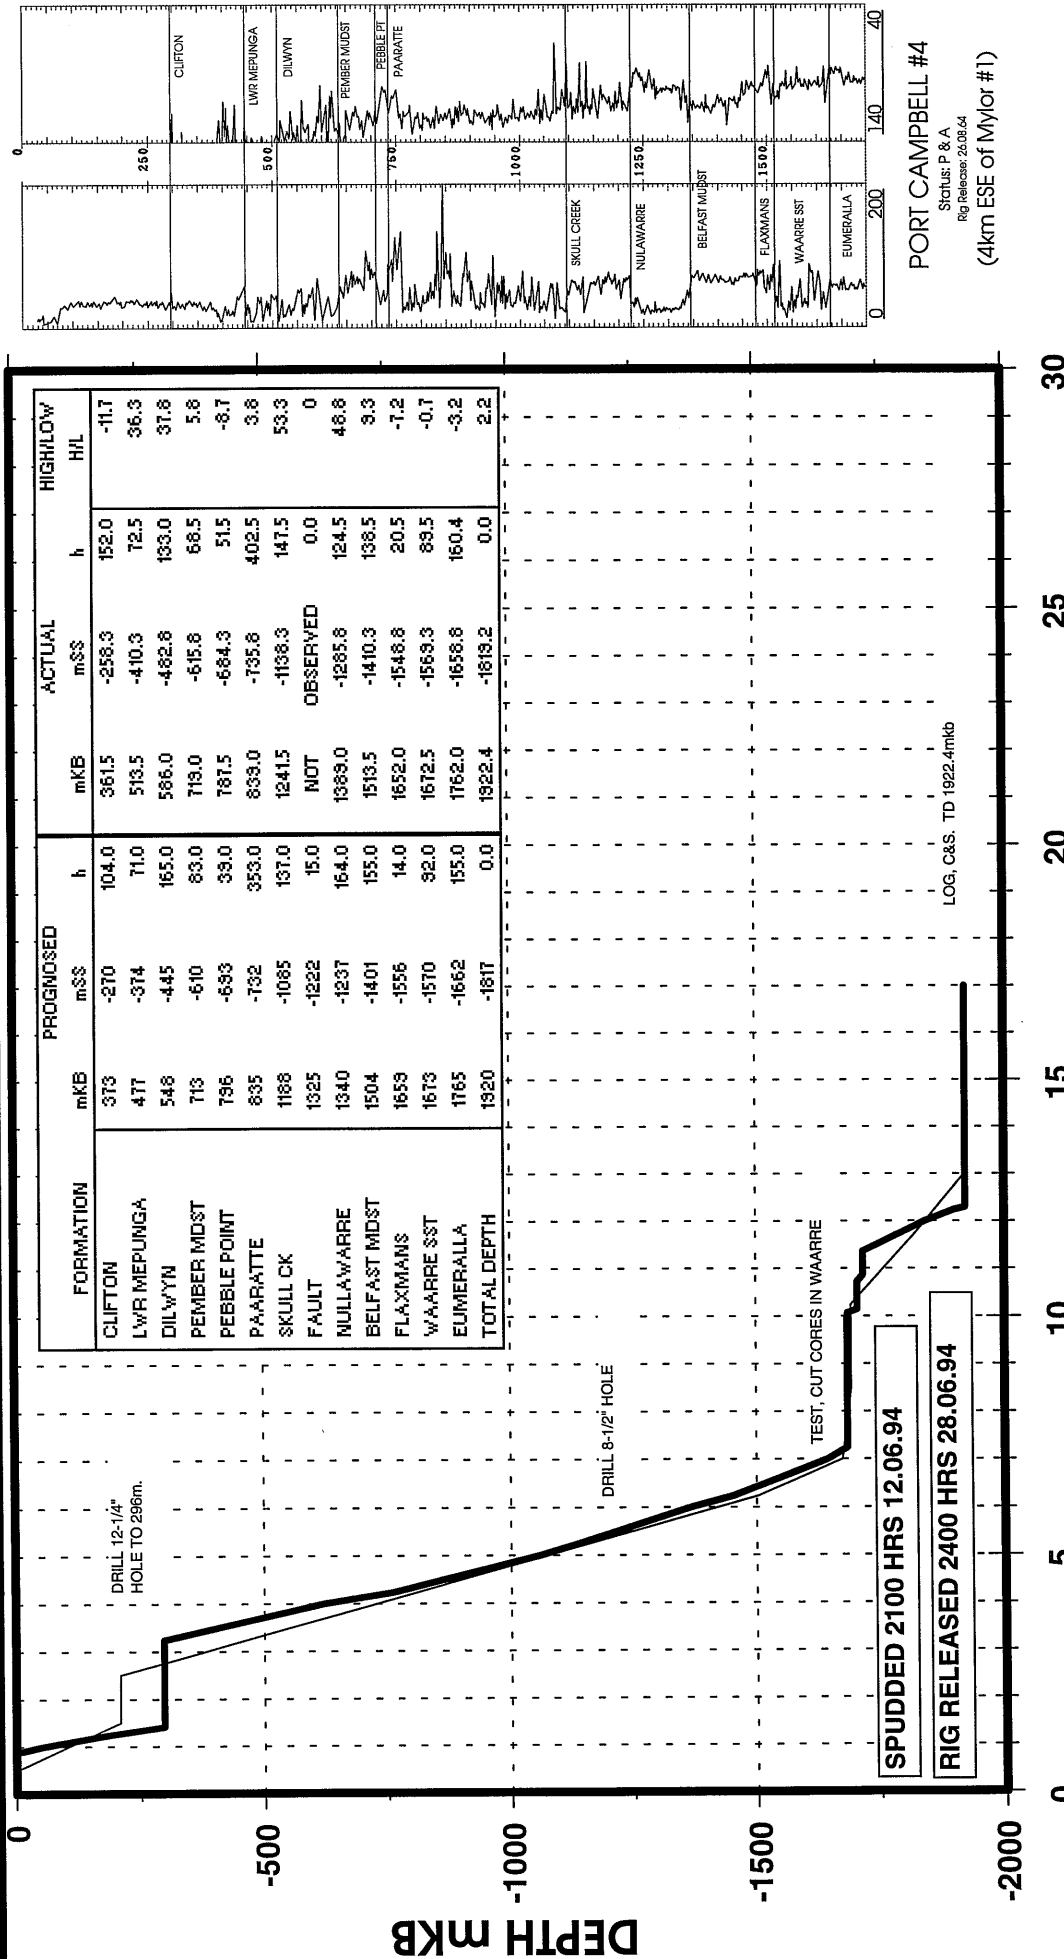 DEPTH mKB
0
-500
-1000
-1500
-2000
0 5 10 15 20 25 30
DRILL 12-1/4"
HOLE TO 296m.
DRILL 8-1/2" HOLE
TEST, CUT CORES IN WAARRE
LOG, C&S. TD 1922.4mkb
SPUDDED 2100 HRS 12.06.94
RIG RELEASED 2400 HRS 28.06.94
PROGNOSED ACTUAL HIGH/LOW
FORMATION mKB mSS h mKB mSS h H/L
CLIFTON 373 -270 104.0 361.5 -258.3 152.0 -11.7
LWR MEPUNGA 477 -374 71.0 513.5 -410.3 72.5 36.3
DILWYN 548 -445 165.0 586.0 -482.8 133.0 37.8
PEMBER MDST 713 -610 83.0 719.0 -615.8 68.5 5.8
PEBBLE POINT 796 -693 39.0 787.5 -684.3 51.5 -8.7
PAARATTE 835 -732 353.0 839.0 -735.8 402.5 3.8
SKULL CK 1188 -1085 137.0 1241.5 -1138.3 147.5 53.3
FAULT 1325 -1222 15.0 NOT OBSERVED 0.0 0
NULLAWARRE 1340 -1237 164.0 1389.0 -1285.8 124.5 48.8
BELFAST MDST 1504 -1401 155.0 1513.5 -1410.3 138.5 9.3
FLAXMANS 1659 -1556 14.0 1652.0 -1548.8 20.5 -7.2
WAARRE SST 1673 -1570 92.0 1672.5 -1569.3 89.5 -0.7
EUMERALLA 1765 -1662 155.0 1762.0 -1658.8 160.4 -3.2
TOTAL DEPTH 1920 -1817 0.0 1922.4 -1819.2 0.0 2.2
0
250
500
750
1000
1250
1500
CLIFTON
LWR MEPUNGA
DILWYN
PEMBER MUDST
PEBBLE PT
PAARATTE
SKULL CREEK
NULAWARRE
BELFAST MUDST
FLAXMANS
WAARRE SST
EUMERALLA
0 200 140 40
PORT CAMPBELL #4
Status: P & A
Rig Release: 26.08.64
(4km ESE of Mylor #1)